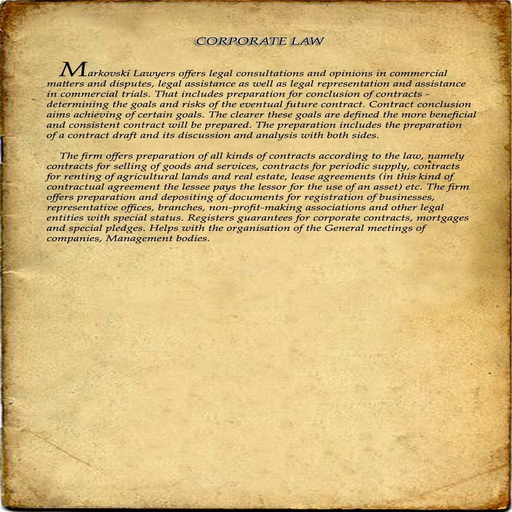 CORPORATE LAW
Markovski Lawyers offers legal consultations and opinions in commercial
matters and disputes, legal assistance as well as legal representation and assistance
in commercial trials. That includes preparation for conclusion of contracts –
determining the goals and risks of the eventual future contract. Contract conclusion
aims achieving of certain goals. The clearer these goals are defined the more beneficial
and consistent contract will be prepared. The preparation includes the preparation
of a contract draft and its discussion and analysis with both sides.
The firm offers preparation of all kinds of contracts according to the law, namely
contracts for selling of goods and services, contracts for periodic supply, contracts
for renting of agricultural lands and real estate, lease agreements (in this kind of
contractual agreement the lessee pays the lessor for the use of an asset) etc. The firm
offers preparation and depositing of documents for registration of businesses,
representative offices, branches, non-profit-making associations and other legal
entities with special status. Registers guarantees for corporate contracts, mortgages
and special pledges. Helps with the organisation of the General meetings of
companies, Management bodies.